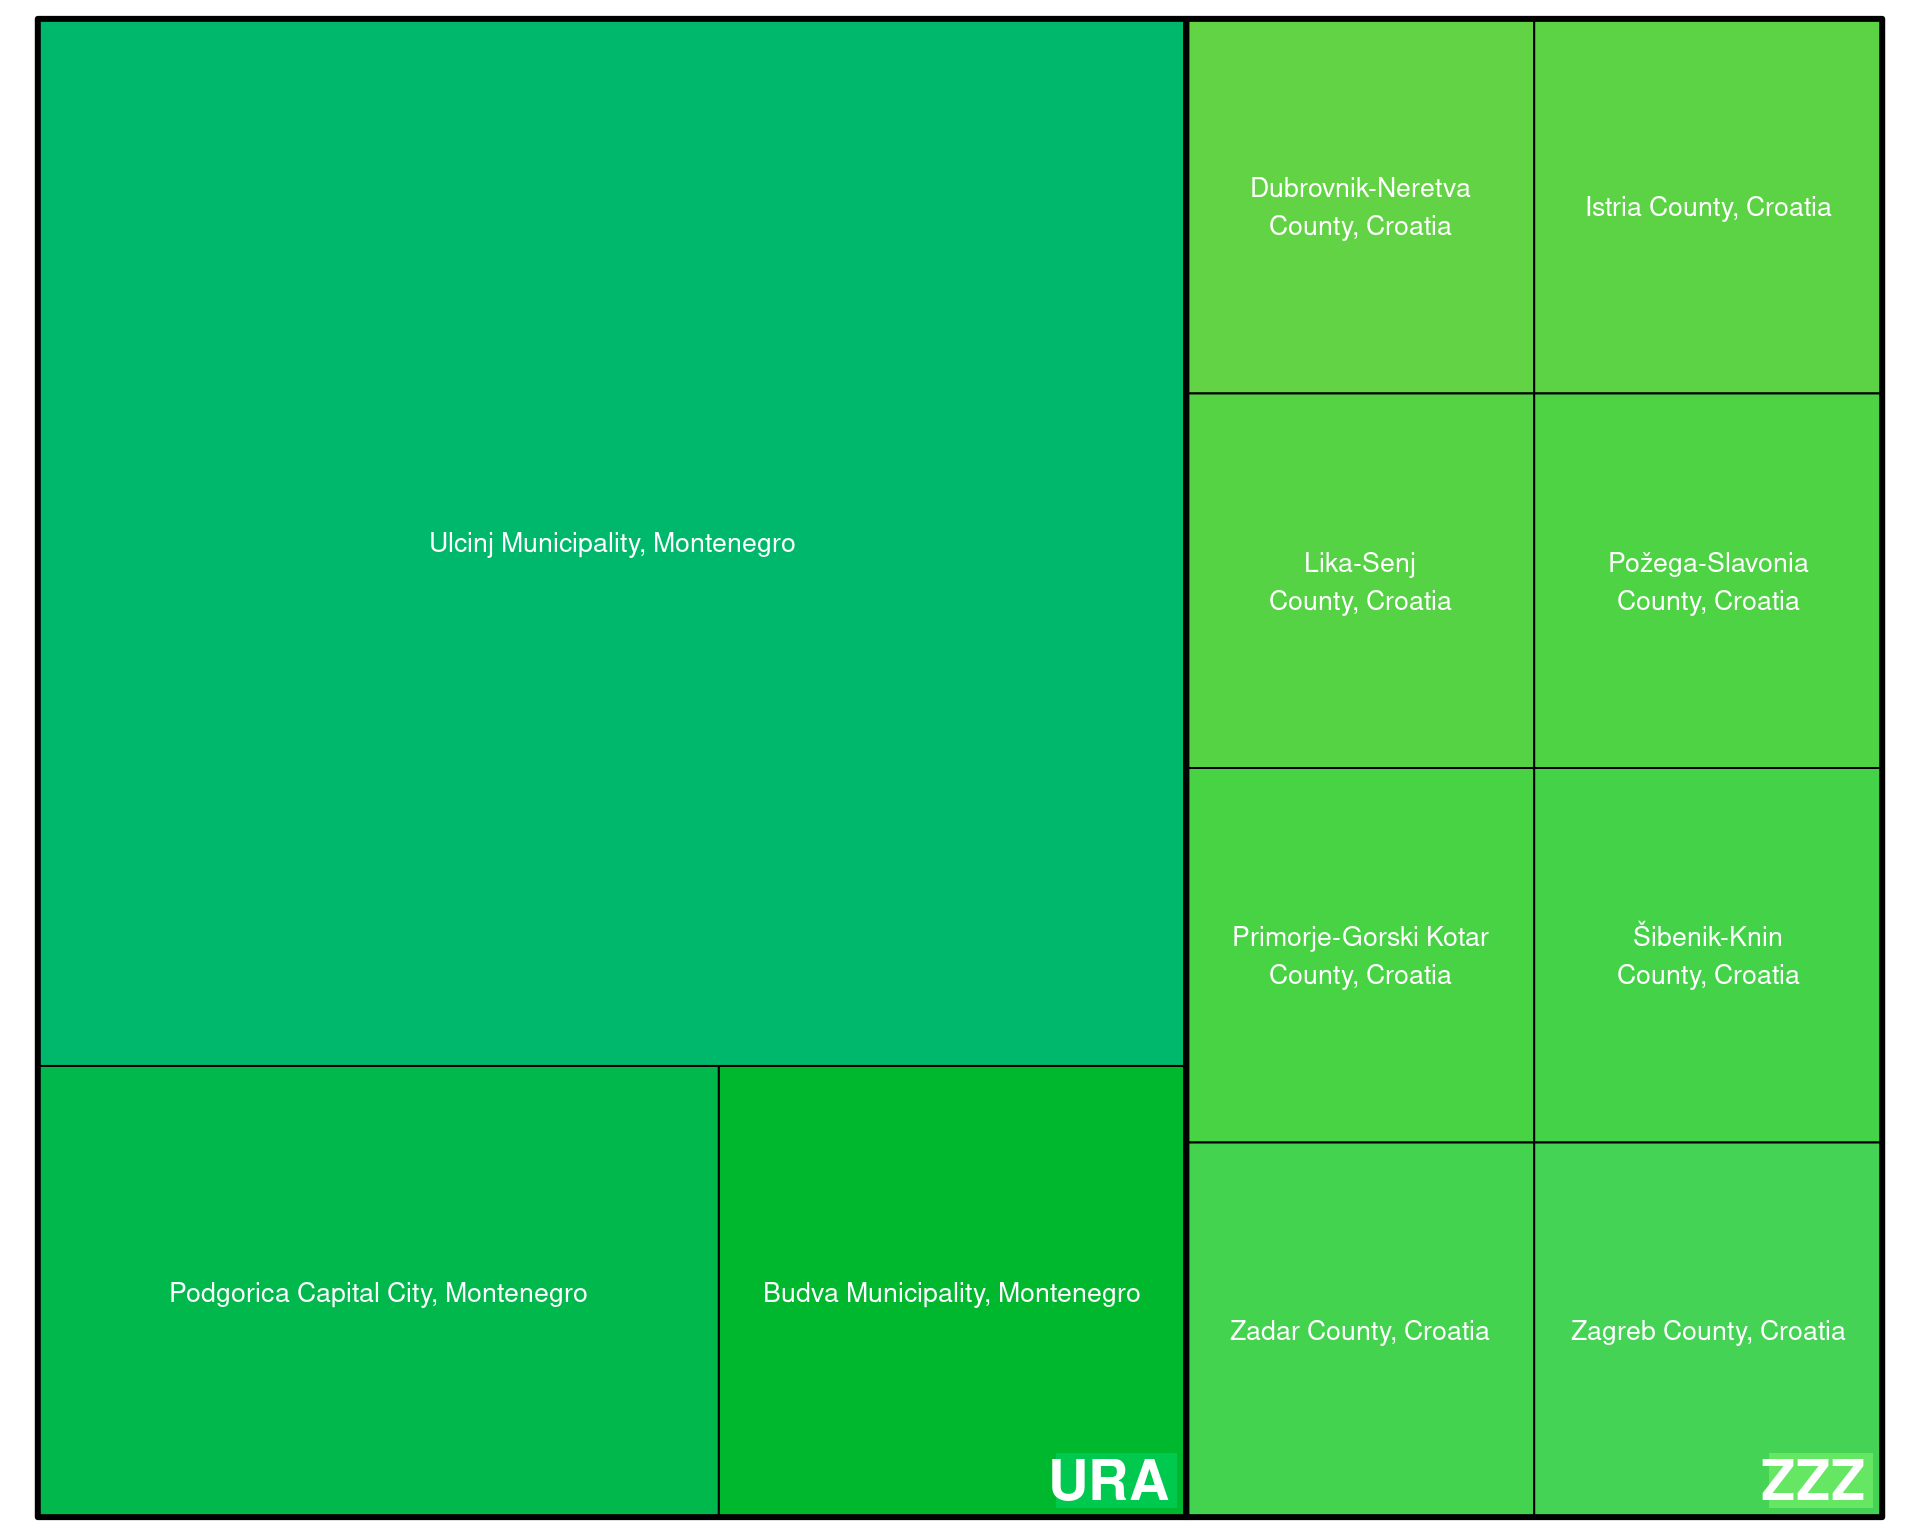 Ulcinj Municipality, Montenegro
Podgorica Capital City, Montenegro
Budva Municipality, Montenegro
URA
Dubrovnik-Neretva
County, Croatia
Istria County, Croatia
Lika-Senj
County, Croatia
Požega-Slavonia
County, Croatia
Primorje-Gorski Kotar
County, Croatia
Šibenik-Knin
County, Croatia
Zadar County, Croatia
Zagreb County, Croatia
ZZZ